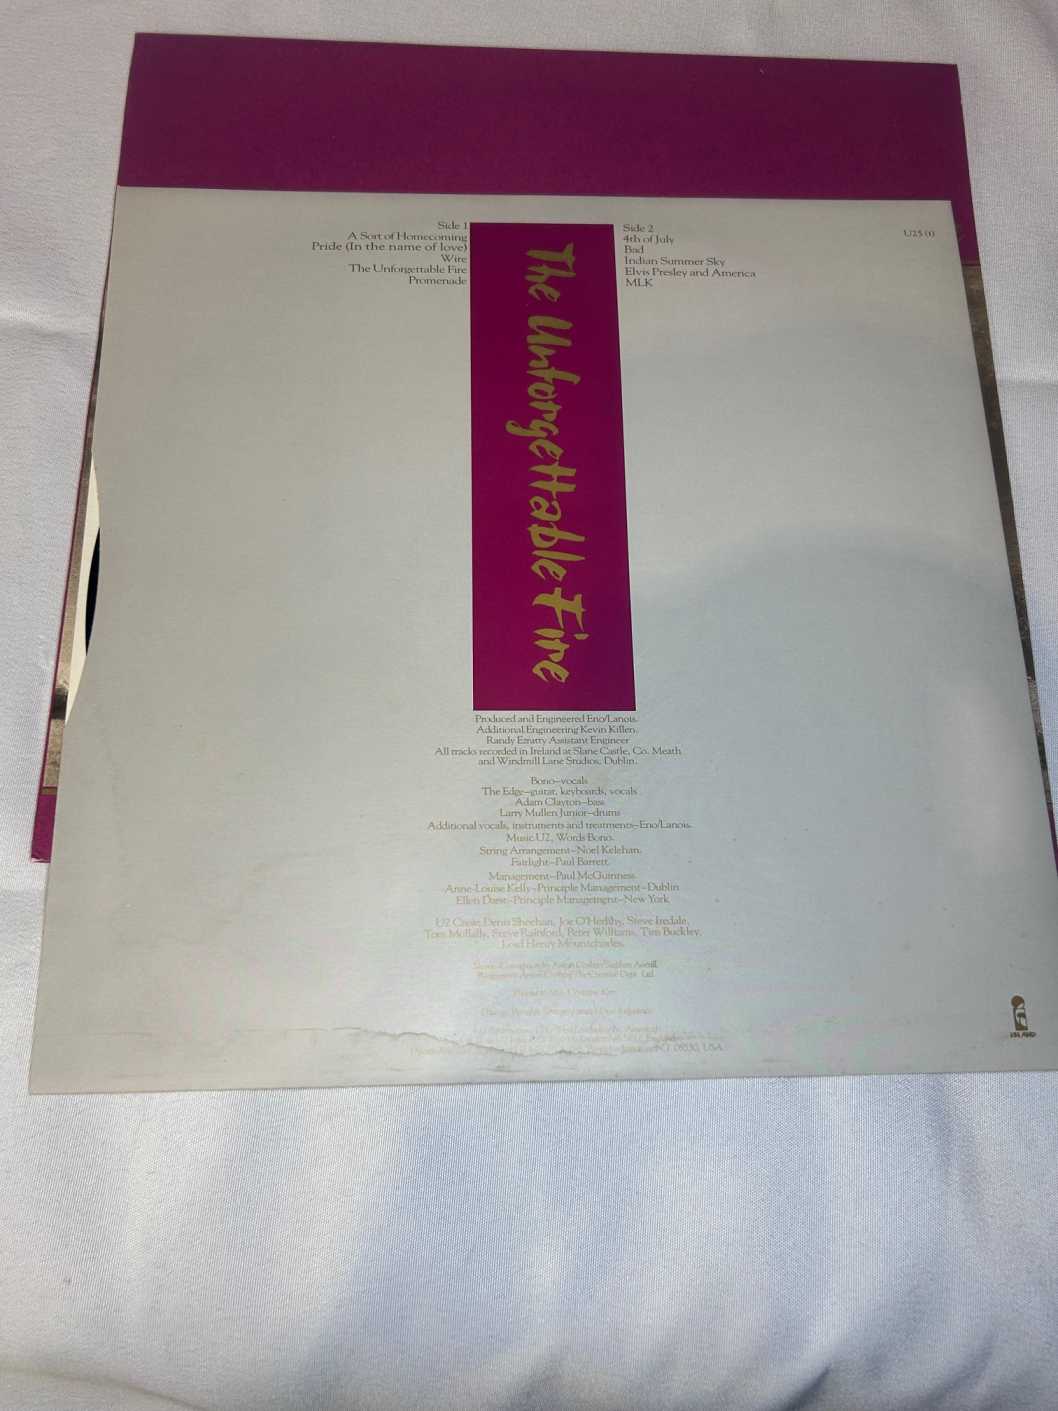 Side 1
A Sort of Homecoming
Pride (In the name of love)
Wire
The Unforgettable Fire
Promenade
The Unforgettable Fire
Side 2
4th of July
Bad
Indian Summer Sky
Elvis Presley and America
MLK
U25
Produced and Engineered Eno/Lanois.
Additional Engineering Kevin Killen.
Randy Ezratty Assistant Engineer
All tracks recorded in Ireland at Slane Castle, Co. Meath
and Windmill Lane Studios, Dublin.
Bono–vocals
The Edge–guitar, keyboards, vocals
Adam Clayton–bass
Larry Mullen Junior–drums
Additional vocals, instruments and treatments–Eno/Lanois.
Music U2, Words Bono.
String Arrangement–Noel Kelehan.
Fairlight–Paul Barrett.
Management–Paul McGuinness
Anne-Louise Kelly–Principle Management–Dublin
Ellen Darst–Principle Management–New York
U2 Crew: Denis Sheehan, Joe O'Herlihy, Steve Iredale,
Tom Mullally, Steve Rainford, Peter Williams, Tim Buckley,
Lord Henry Mountcharles.
USA
ISLAND